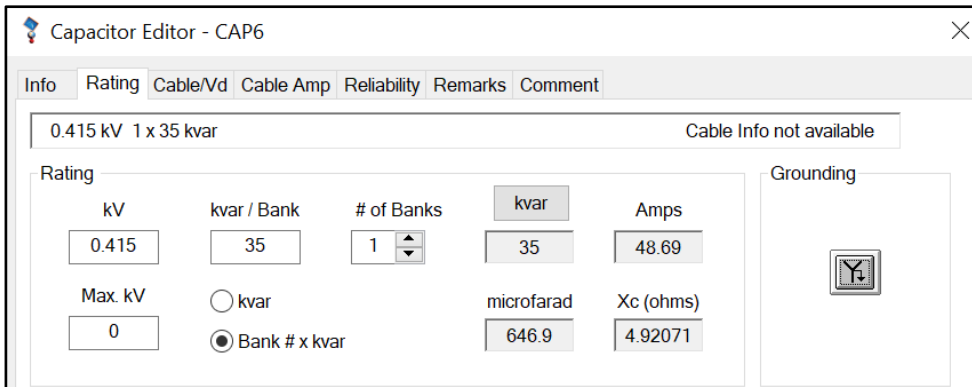 Capacitor Editor - CAP6
Info Rating Cable/Vd Cable Amp Reliability Remarks Comment
0.415 kV 1 x 35 kvar Cable Info not available
Rating Grounding
kV kvar / Bank # of Banks kvar Amps
0.415 35 1 35 48.69
Max. kV kvar microfarad Xc (ohms)
0 Bank # x kvar 646.9 4.92071